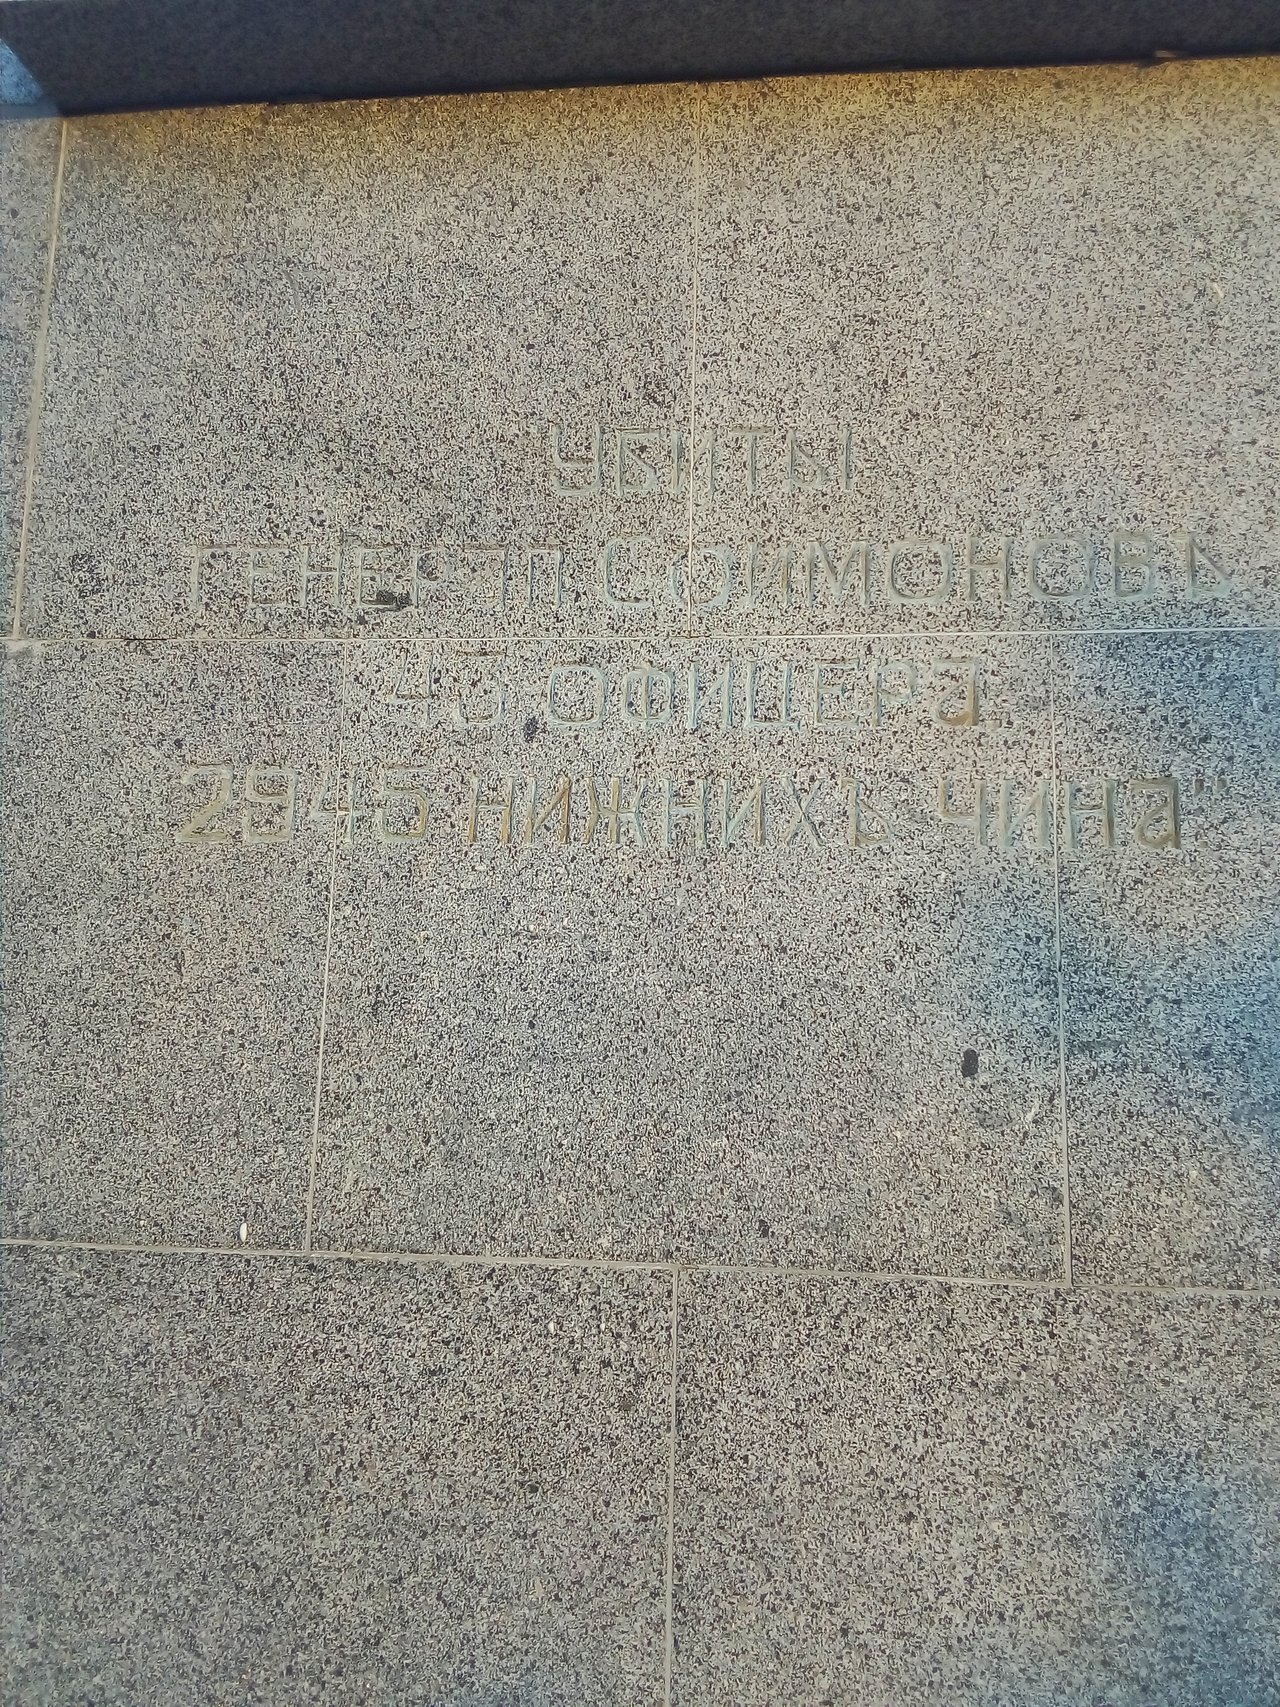 УБИТЫ
ГЕНЕРАЛ СОИМОНОВЪ
43 ОФИЦЕРА
2945 НИЖНИХЪ ЧИНА"